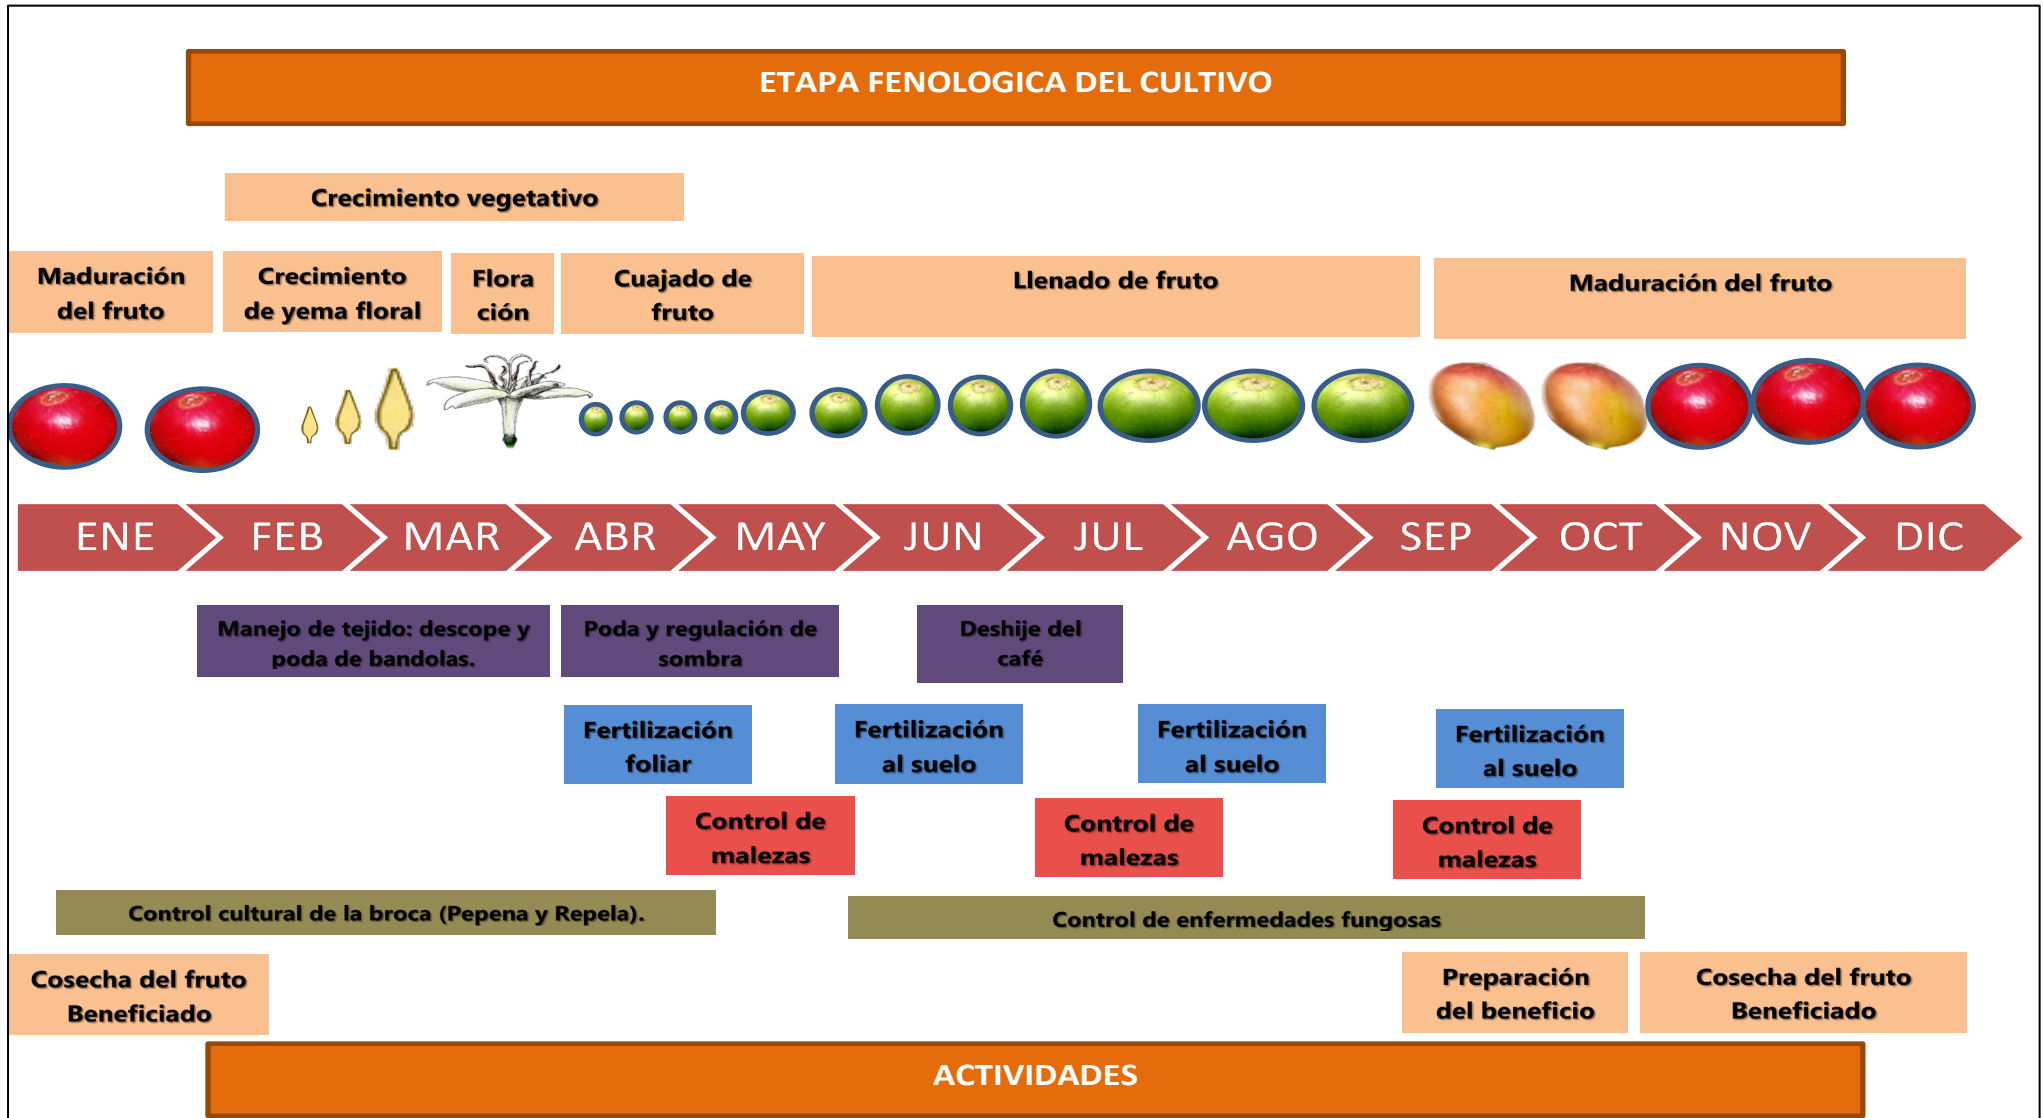 ETAPA FENOLOGICA DEL CULTIVO
Crecimiento vegetativo
Maduración
del fruto
Crecimiento
de yema floral
Flora
ción
Cuajado de
fruto
Llenado de fruto
Maduración del fruto
ENE
FEB
MAR
ABR
MAY
JUN
JUL
AGO
SEP
OCT
NOV
DIC
Manejo de tejido: descope y
poda de bandolas.
Poda y regulación de
sombra
Deshije del
café
Fertilización
foliar
Fertilización
al suelo
Fertilización
al suelo
Fertilización
al suelo
Control de
malezas
Control de
malezas
Control de
malezas
Control cultural de la broca (Pepena y Repela).
Control de enfermedades fungosas
Cosecha del fruto
Beneficiado
Preparación
del beneficio
Cosecha del fruto
Beneficiado
ACTIVIDADES